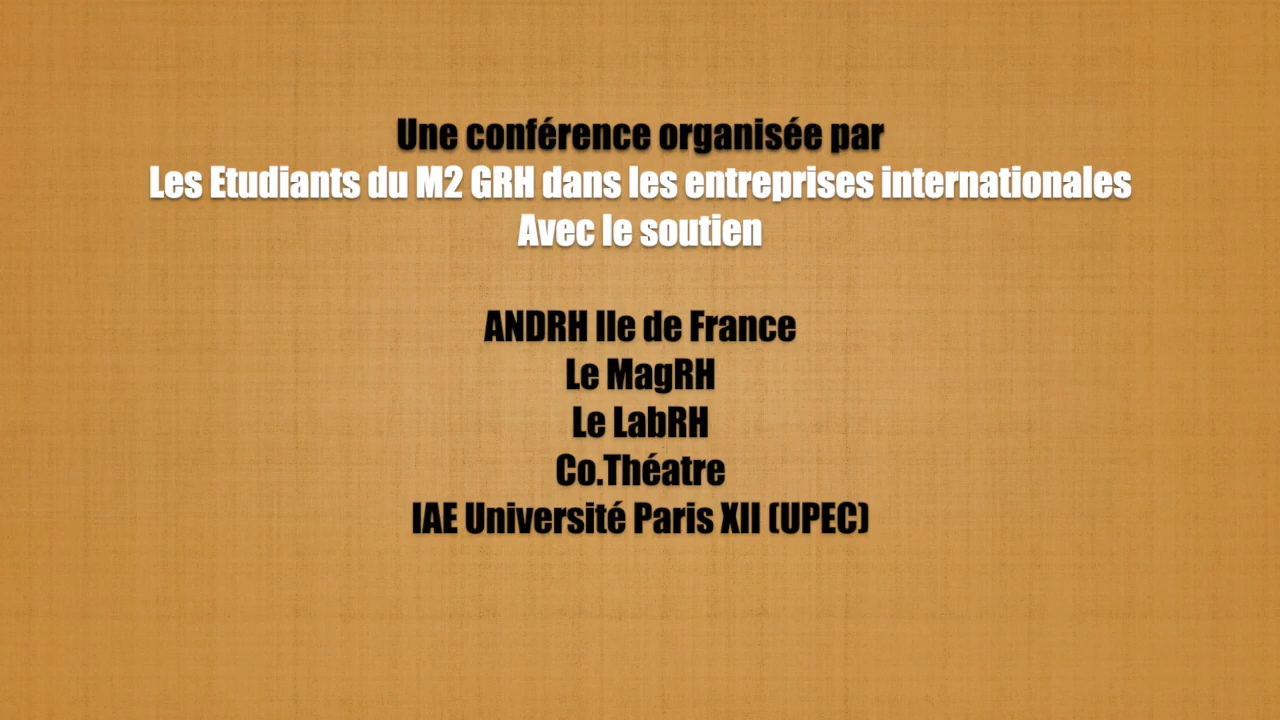 Une conférence organisée par
Les Etudiants du M2 GRH dans les entreprises internationales
Avec le soutien
ANDRH Ile de France
Le MagRH
Le LabRH
Co.Théatre
IAE Université Paris XII (UPEC)